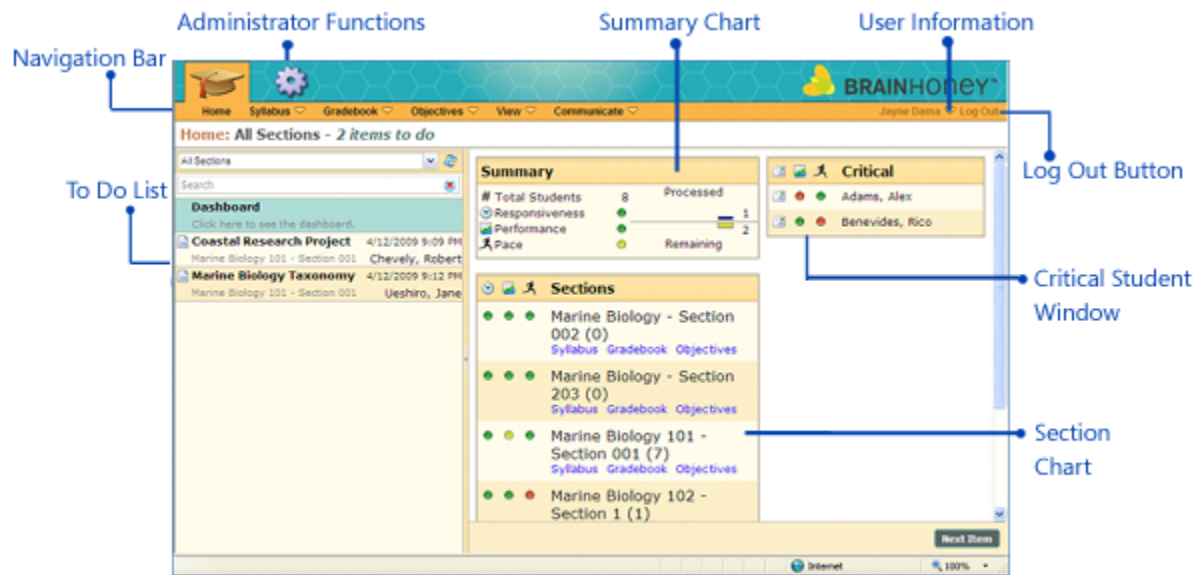 Administrator Functions
Summary Chart
User Information
Navigation Bar
BRAINHONEY™
Home Syllabus Gradebook Objectives View Communicate Jayne Dama Log Out
Home: All Sections - 2 items to do
Log Out Button
To Do List
All Sections
Search
Dashboard
Click here to see the dashboard.
Coastal Research Project 4/12/2009 9:09 PM
Marine Biology 101 - Section 001 Chevely, Robert
Marine Biology Taxonomy 4/12/2009 9:12 PM
Marine Biology 101 - Section 001 Ueshiro, Jane
Summary
# Total Students 8 Processed
Responsiveness 1
Performance 2
Pace Remaining
Critical
Adams, Alex
Benevides, Rico
Critical Student
Window
Sections
Marine Biology - Section
002 (0)
Syllabus Gradebook Objectives
Marine Biology - Section
203 (0)
Syllabus Gradebook Objectives
Marine Biology 101 -
Section 001 (7)
Syllabus Gradebook Objectives
Marine Biology 102 -
Section 1 (1)
Section
Chart
Next Item
Internet 100%